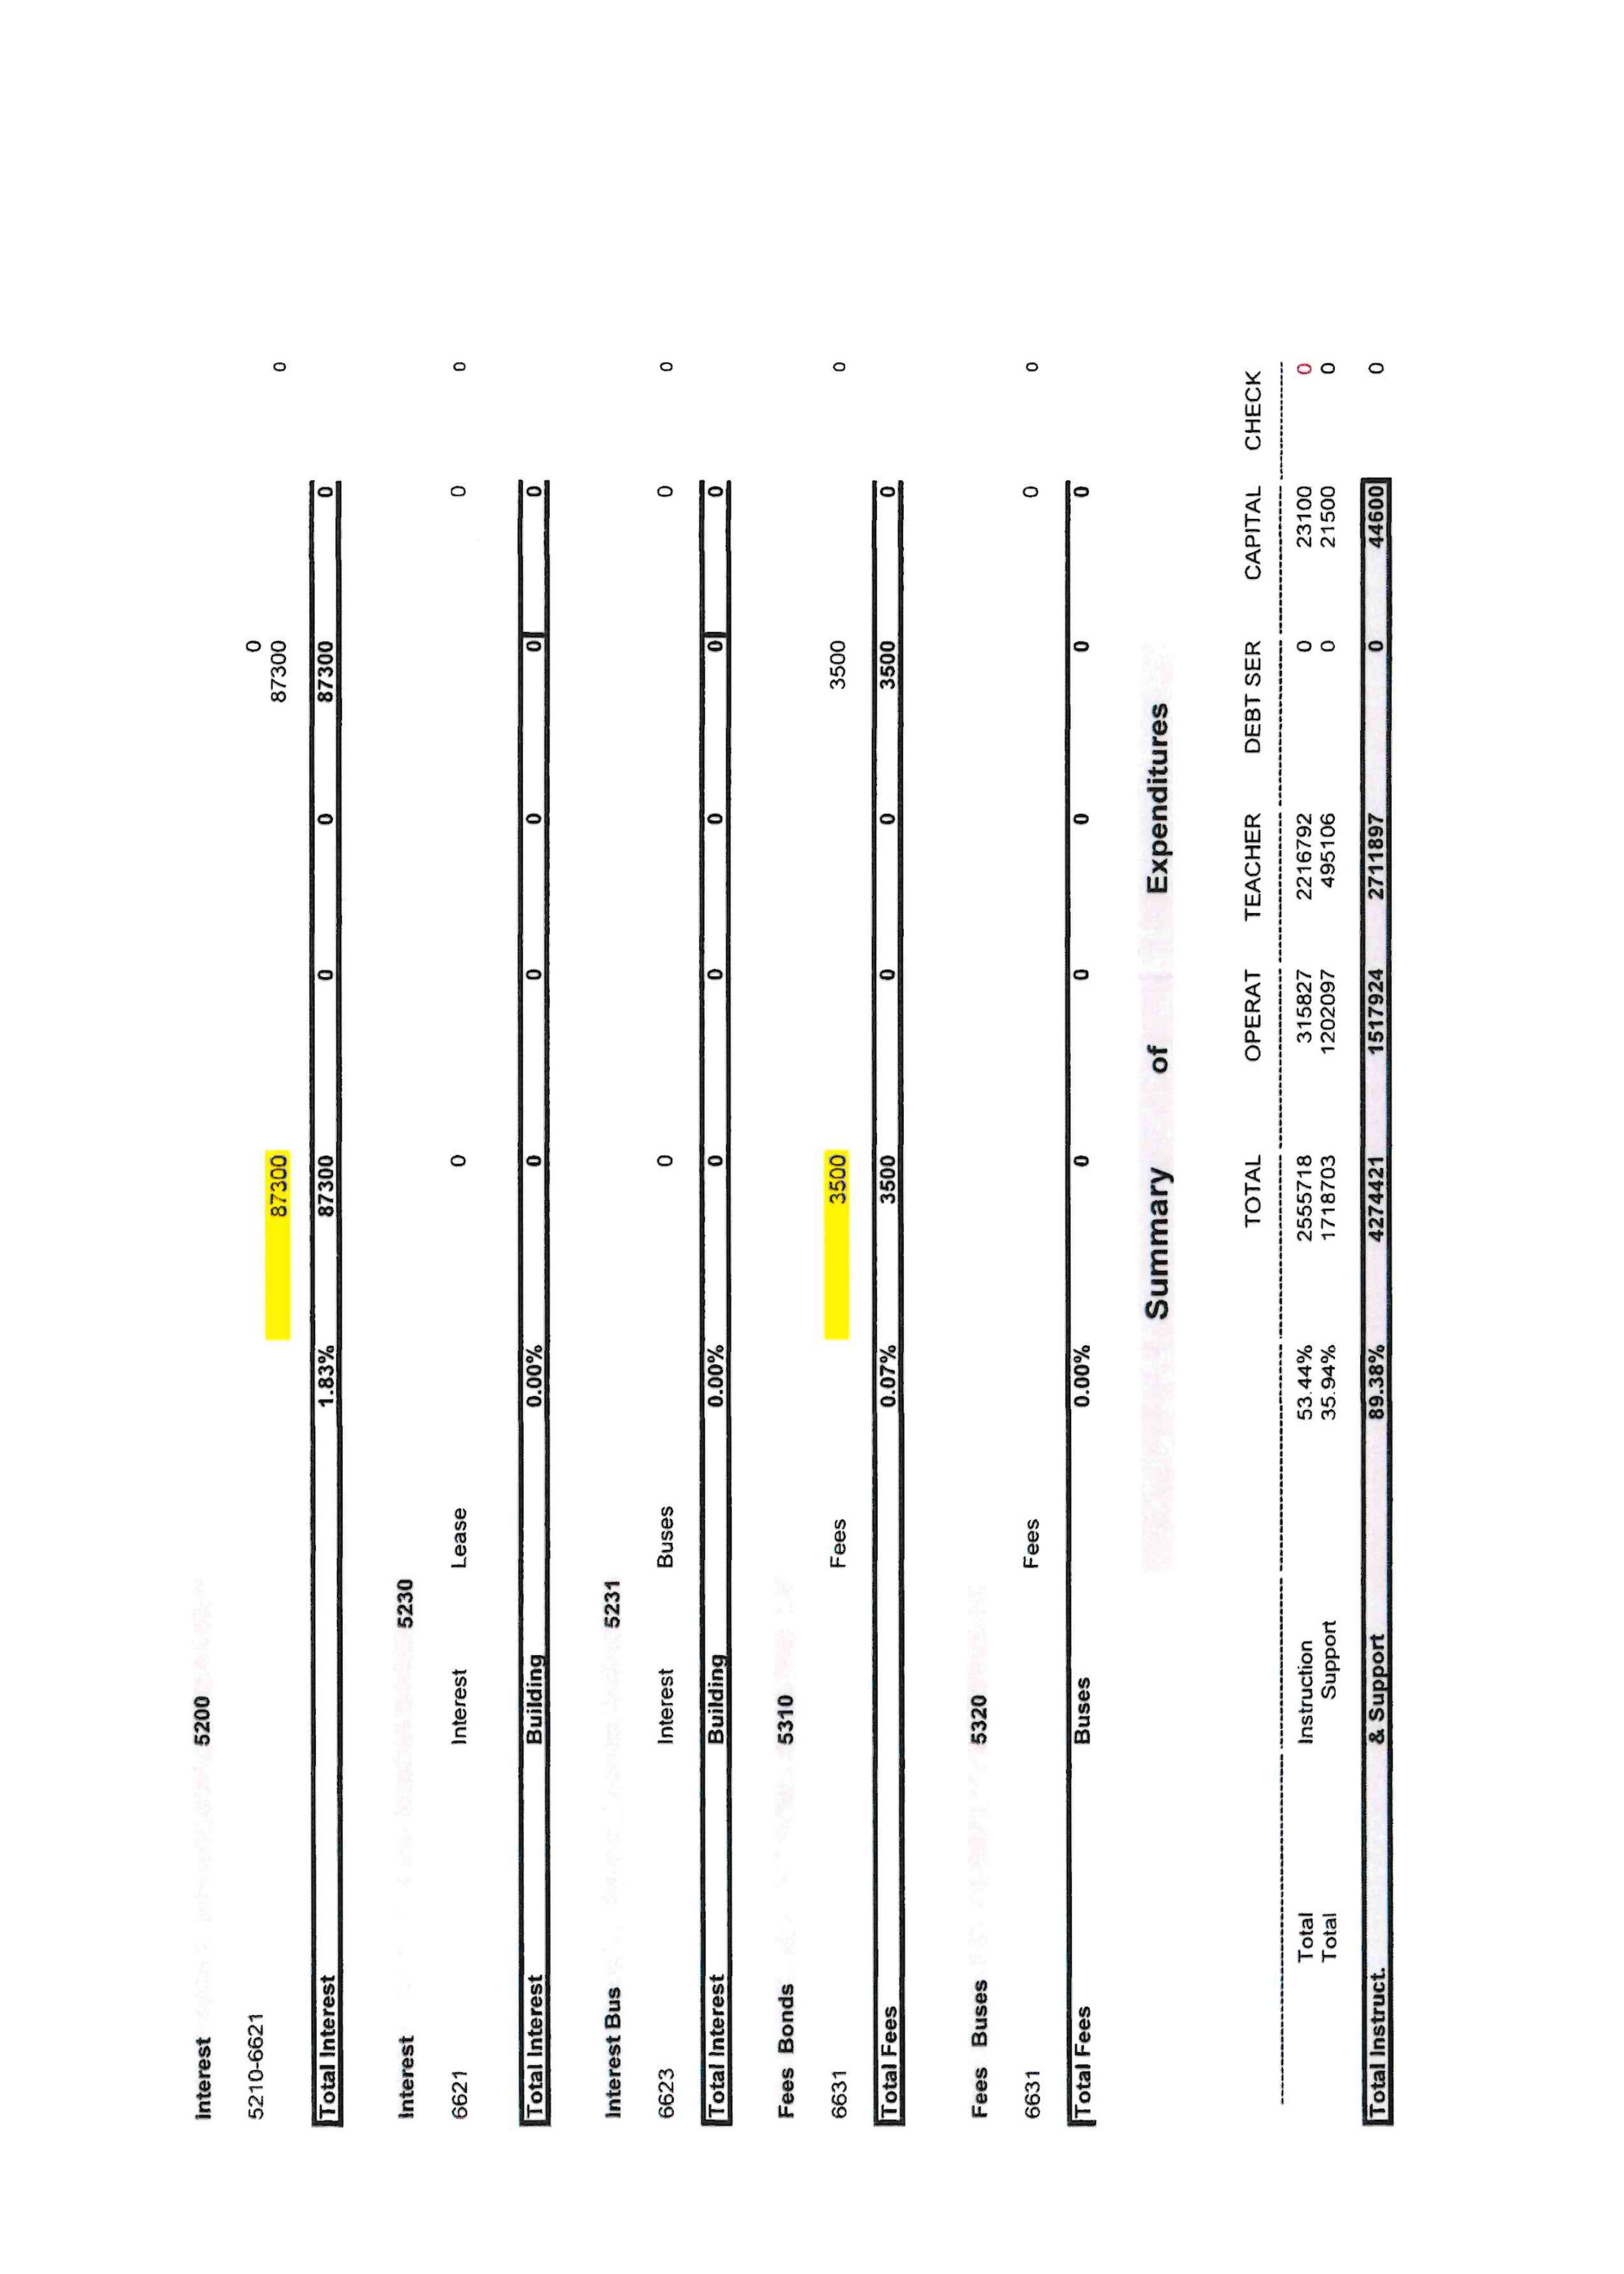 Interest 5200
5210-6621 0
87300 87300 0
Total Interest 1.83% 87300 0 0 87300 0
Interest 5230
6621 Interest Lease 0 0 0
Total Interest Building 0.00% 0 0 0 0 0
Interest Bus 5231
6623 Interest Buses 0 0 0
Total Interest Building 0.00% 0 0 0 0 0
Fees Bonds 5310
6631 Fees 3500 3500 0
Total Fees 0.07% 3500 0 0 3500 0
Fees Buses 5320
6631 Fees 0 0
Total Fees Buses 0.00% 0 0 0 0 0
Summary of Expenditures
TOTAL OPERAT TEACHER DEBT SER CAPITAL CHECK
Total Instruction 53.44% 2555718 315827 2216792 0 23100 0
Total Support 35.94% 1718703 1202097 495106 0 21500 0
Total Instruct. & Support 89.38% 4274421 1517924 2711897 0 44600 0